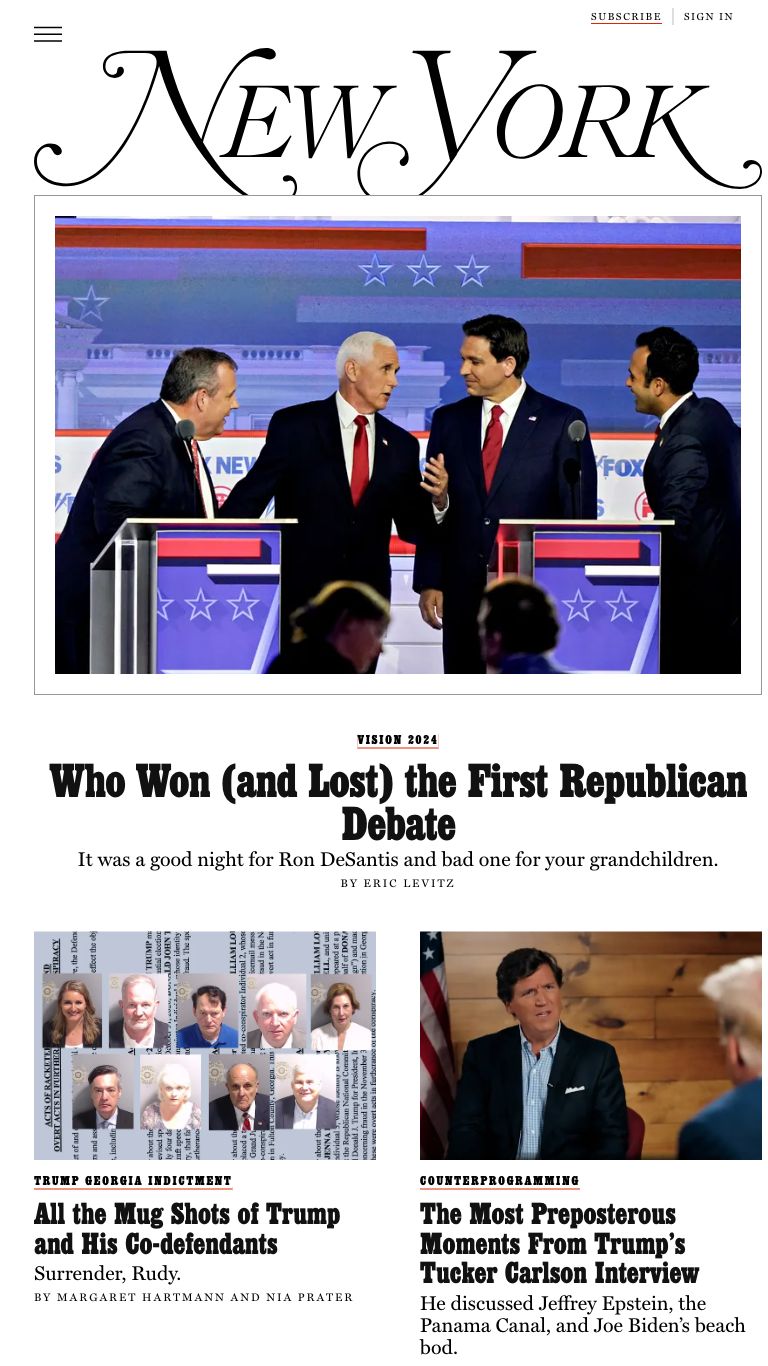 SUBSCRIBE
SIGN IN
NEW YORK
FOX
VISION 2024
Who Won (and Lost) the First Republican
Debate
It was a good night for Ron DeSantis and bad one for your grandchildren.
BY ERIC LEVITZ
TRUMP GEORGIA INDICTMENT
All the Mug Shots of Trump
and His Co-defendants
Surrender, Rudy.
BY MARGARET HARTMANN AND NIA PRATER
COUNTERPROGRAMMING
The Most Preposterous
Moments From Trump's
Tucker Carlson Interview
He discussed Jeffrey Epstein, the
Panama Canal, and Joe Biden's beach
bod.